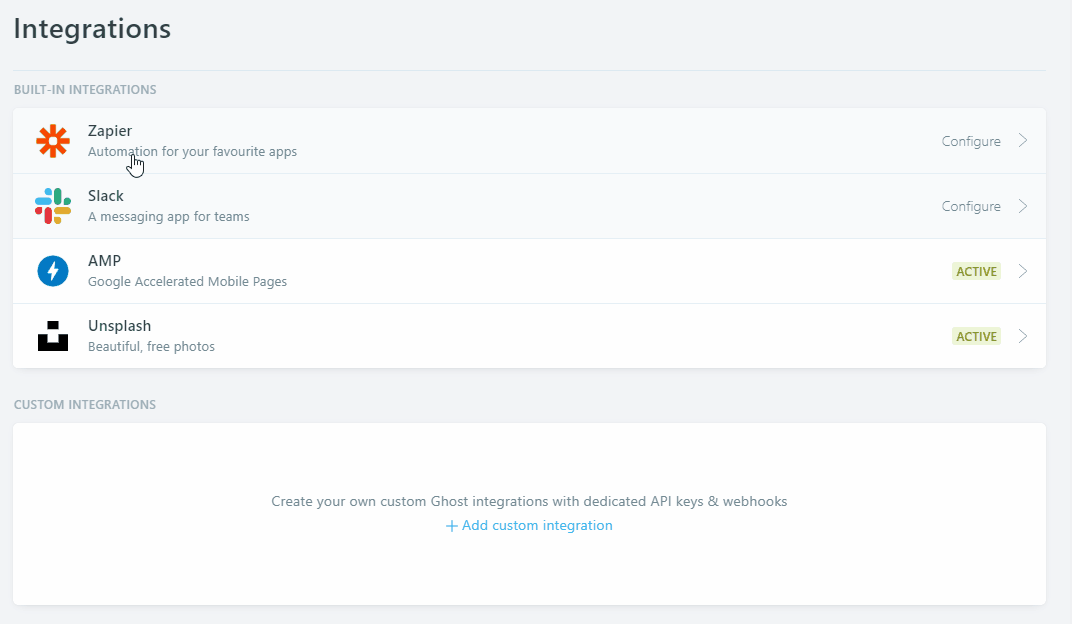 Integrations
BUILT-IN INTEGRATIONS
Zapier
Automation for your favourite apps
Configure
Slack
A messaging app for teams
Configure
AMP
Google Accelerated Mobile Pages
ACTIVE
Unsplash
Beautiful, free photos
ACTIVE
CUSTOM INTEGRATIONS
Create your own custom Ghost integrations with dedicated API keys & webhooks
+ Add custom integration